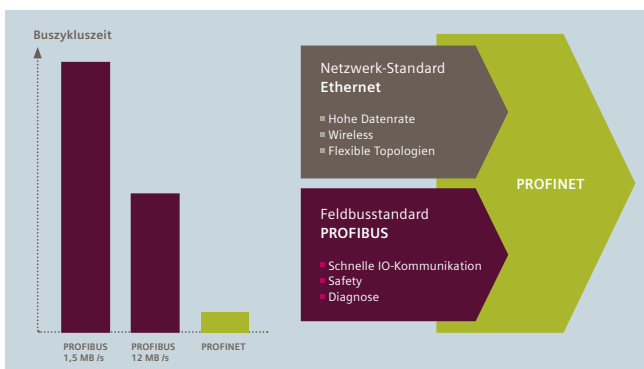 Buszykluszeit
PROFIBUS
1,5 MB /s
PROFIBUS
12 MB /s
PROFINET
Netzwerk-Standard
Ethernet
Hohe Datenrate
Wireless
Flexible Topologien
Feldbusstandard
PROFIBUS
Schnelle IO-Kommunikation
Safety
Diagnose
PROFINET